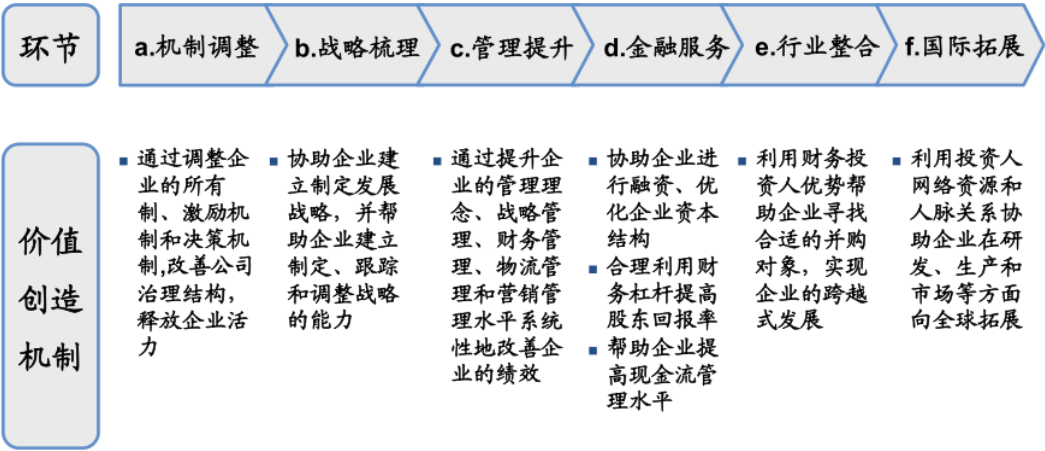 环节
a.机制调整
b.战略梳理
c.管理提升
d.金融服务
e.行业整合
f.国际拓展
价值
创造
机制
▪ 通过调整企
业的所有
制、激励机
制和决策机
制,改善公司
治理结构，
释放企业活
力
▪ 协助企业建
立制定发展
战略，并帮
助企业建立
制定、跟踪
和调整战略
的能力
▪ 通过提升企
业的管理理
念、战略管
理、财务管
理、物流管
理和营销管
理水平系统
性地改善企
业的绩效
▪ 协助企业进
行融资、优
化企业资本
结构
▪ 合理利用财
务杠杆提高
股东回报率
▪ 帮助企业提
高现金流管
理水平
▪ 利用财务投
资人优势帮
助企业寻找
合适的并购
对象，实现
企业的跨越
式发展
▪ 利用投资人
网络资源和
人脉关系协
助企业在研
发、生产和
市场等方面
向全球拓展